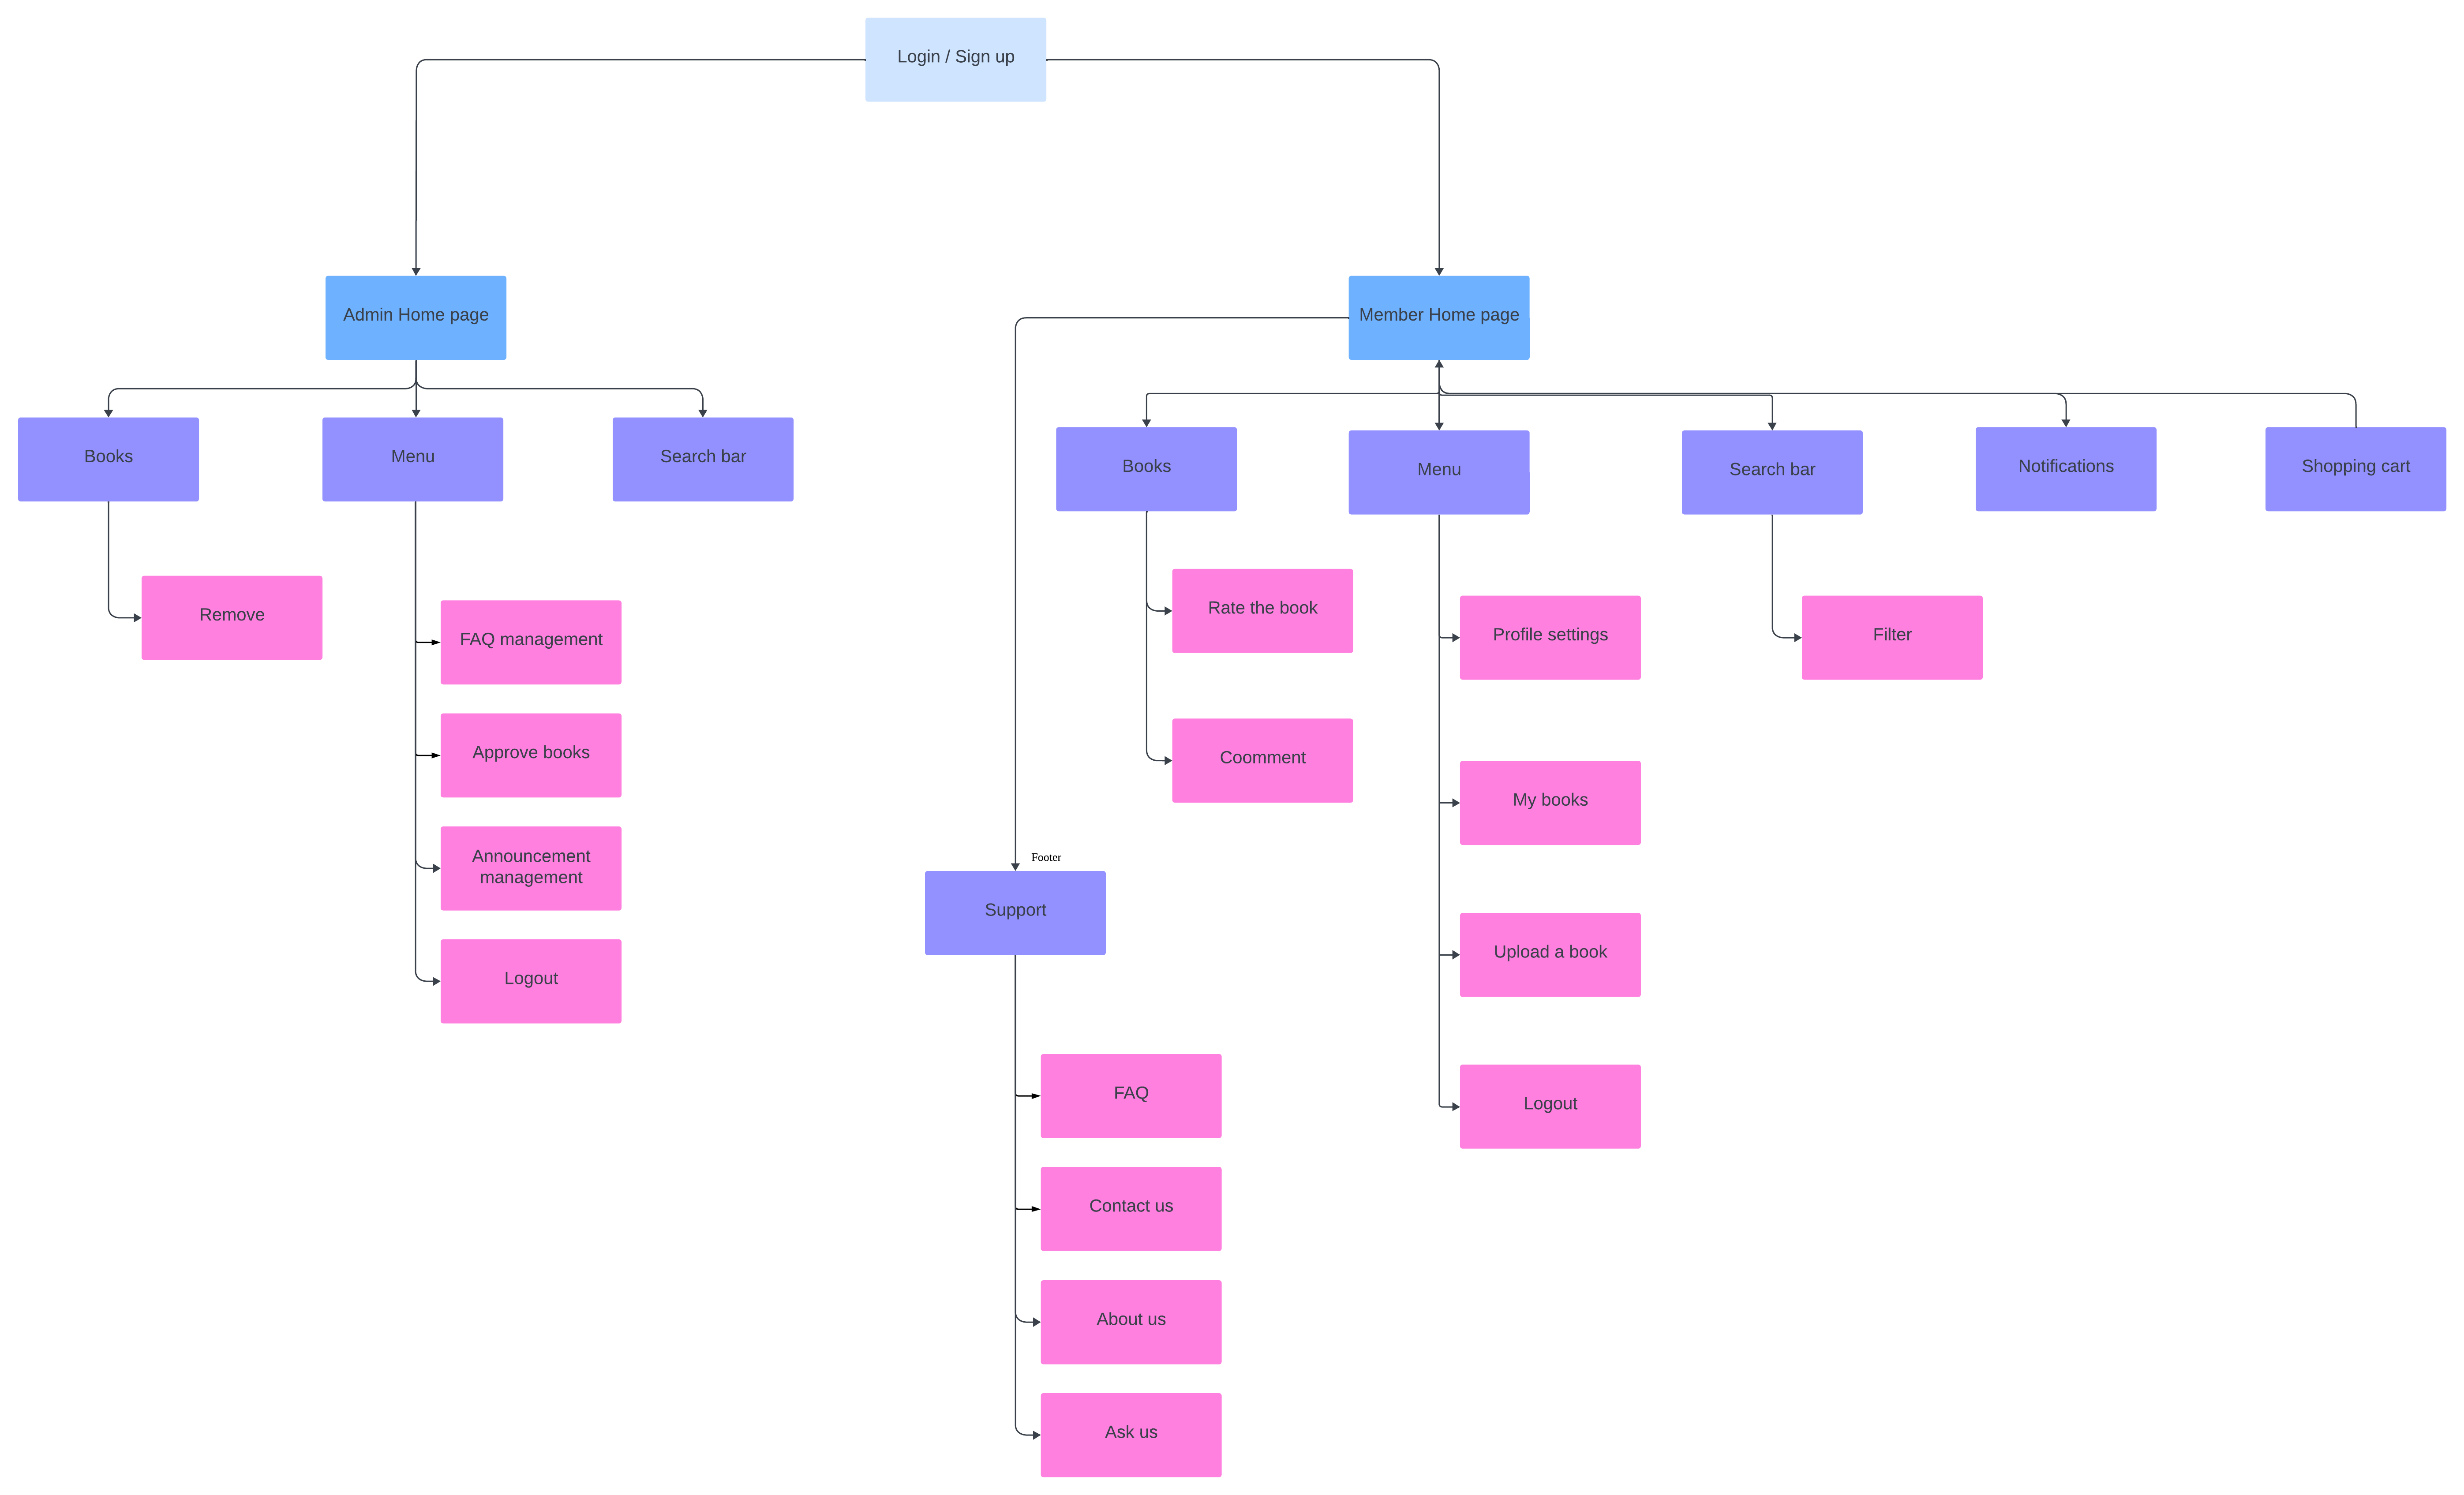 Login / Sign up
Admin Home page
Member Home page
Books
Menu
Search bar
Books
Menu
Search bar
Notifications
Shopping cart
Remove
FAQ management
Approve books
Announcement
management
Logout
Rate the book
Coomment
Profile settings
My books
Upload a book
Logout
Filter
Footer
Support
FAQ
Contact us
About us
Ask us